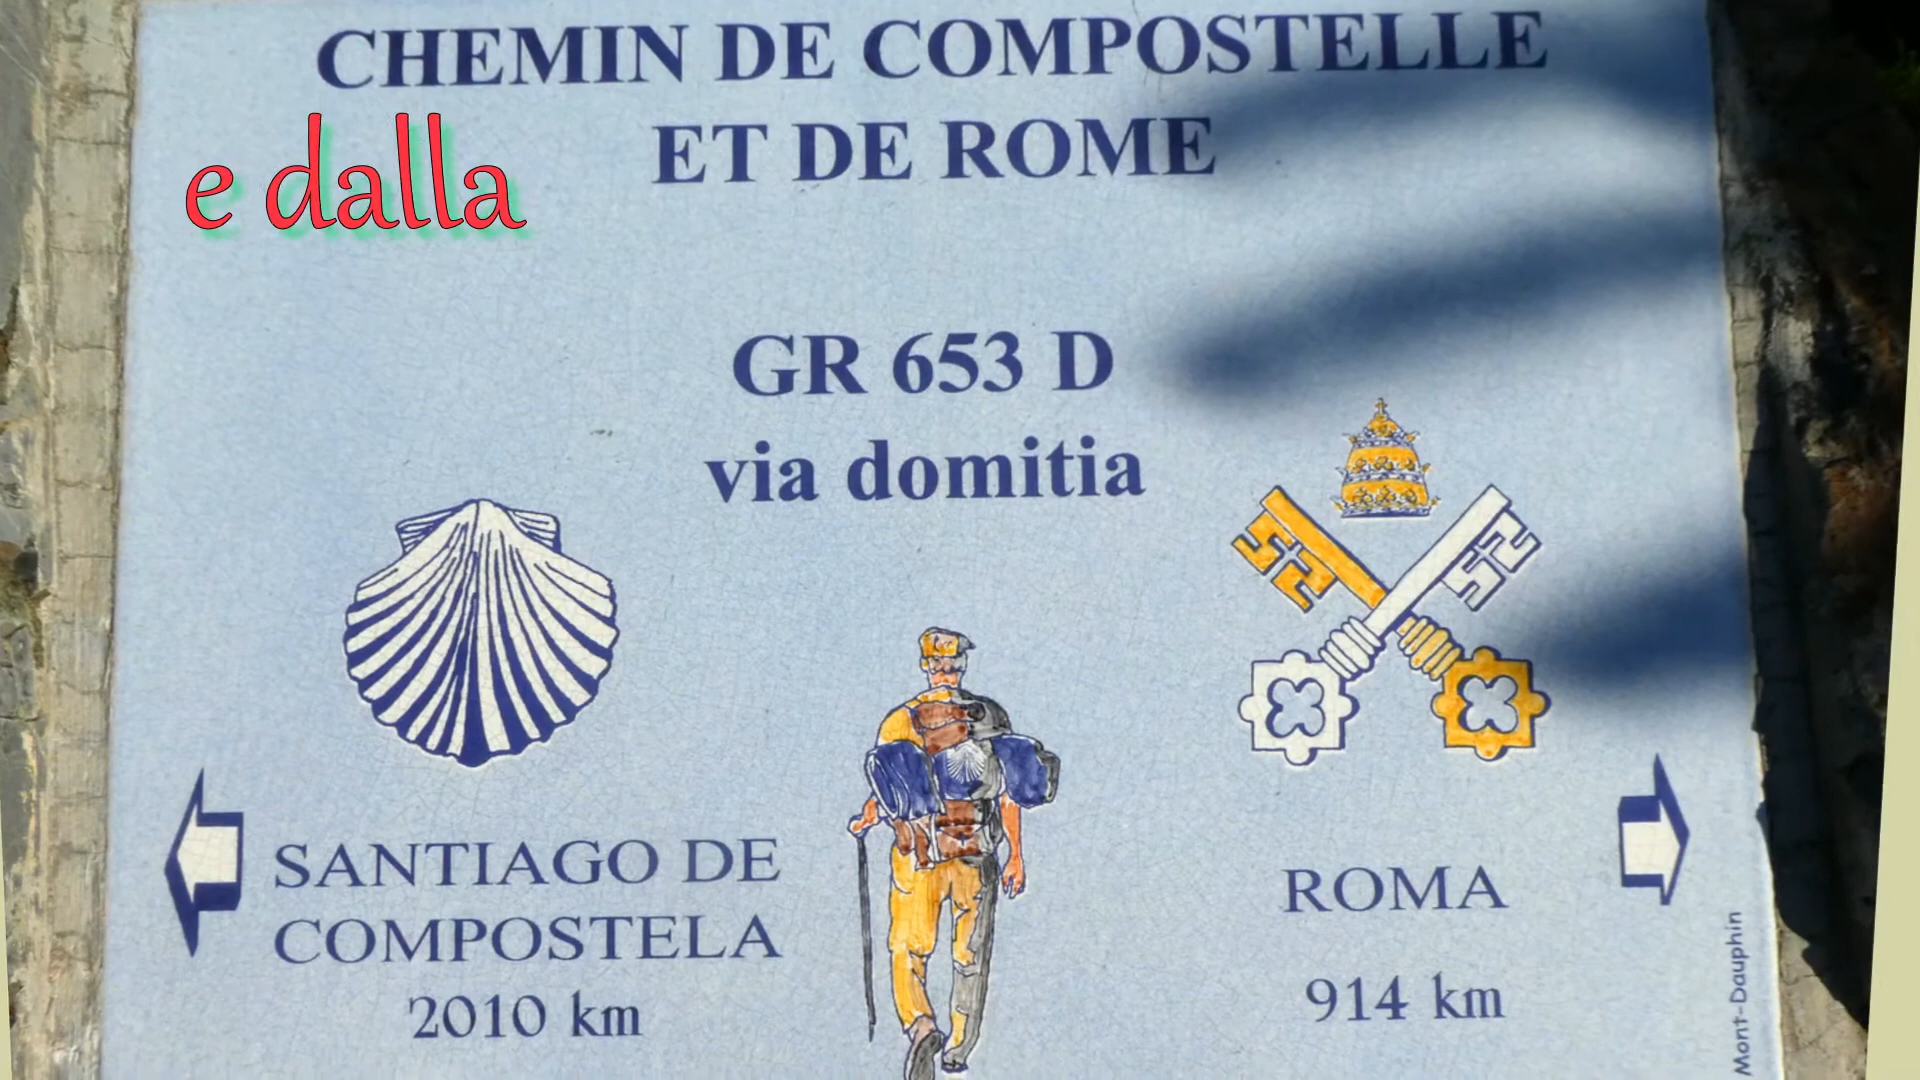 CHEMIN DE COMPOSTELLE
ET DE ROME
e dalla
GR 653 D
via domitia
SANTIAGO DE
COMPOSTELA
2010 km
ROMA
914 km
Mont-Dauphin